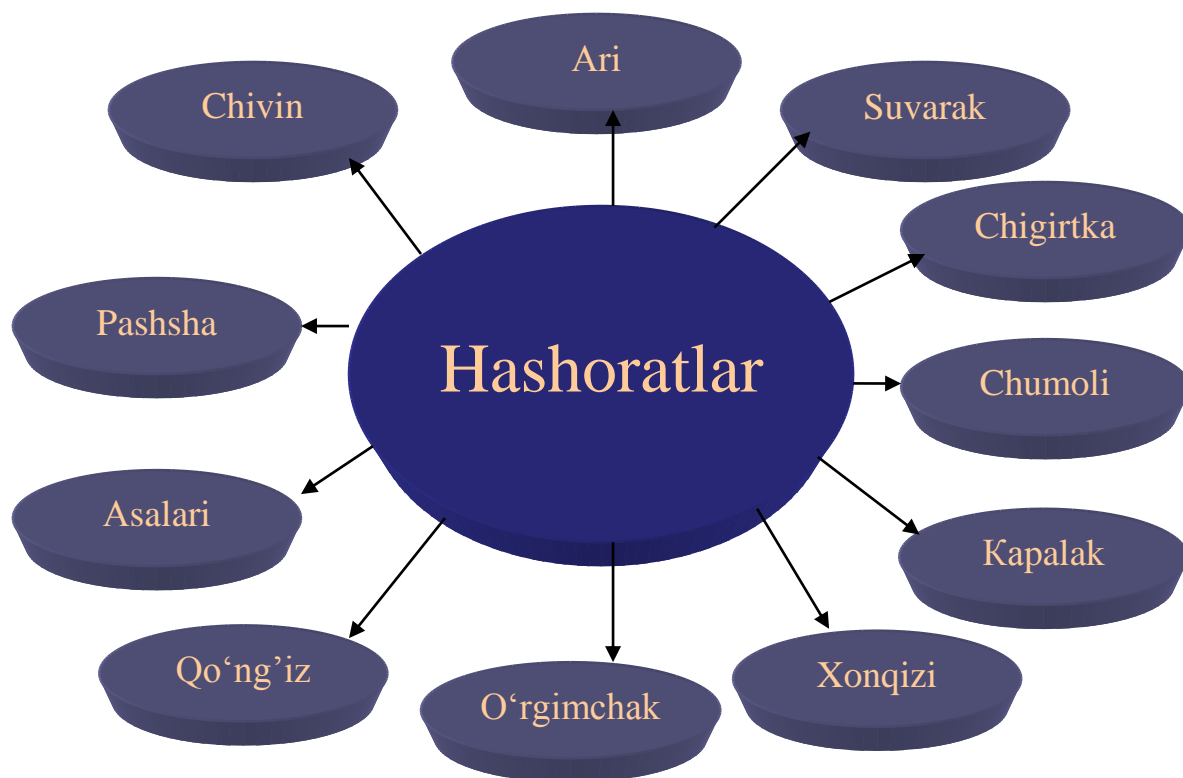 Ari
Chivin
Suvarak
Chigirtka
Pashsha
Hashoratlar
Chumoli
Asalari
Kapalak
Qo‘ng’iz
Xonqizi
O‘rgimchak